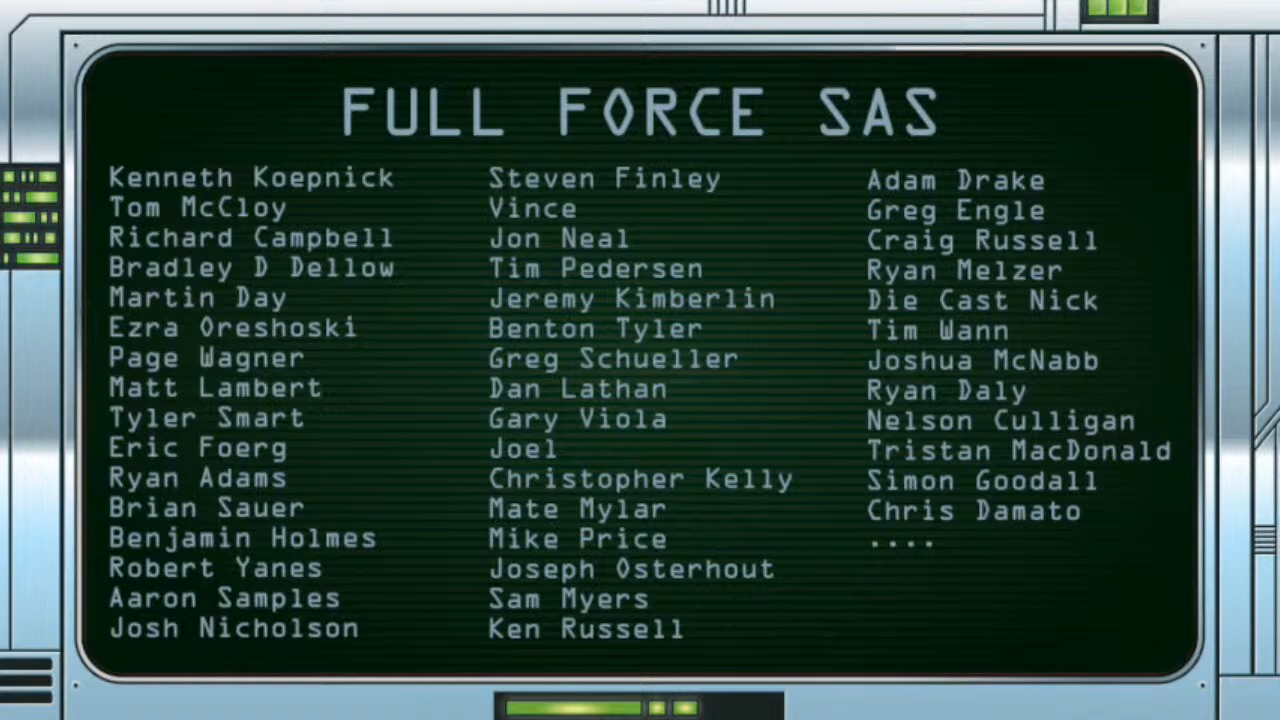 FULL FORCE SAS
Kenneth Koepnick
Tom McCloy
Richard Campbell
Bradley D Dellow
Martin Day
Ezra Oreshoski
Page Wagner
Matt Lambert
Tyler Smart
Eric Foerg
Ryan Adams
Brian Sauer
Benjamin Holmes
Robert Yanes
Aaron Samples
Josh Nicholson
Steven Finley
Vince
Jon Neal
Tim Pedersen
Jeremy Kimberlin
Benton Tyler
Greg Schueller
Dan Lathan
Gary Viola
Joel
Christopher Kelly
Mate Mylar
Mike Price
Joseph Osterhout
Sam Myers
Ken Russell
Adam Drake
Greg Engle
Craig Russell
Ryan Melzer
Die Cast Nick
Tim Wann
Joshua McNabb
Ryan Daly
Nelson Culligan
Tristan MacDonald
Simon Goodall
Chris Damato
....